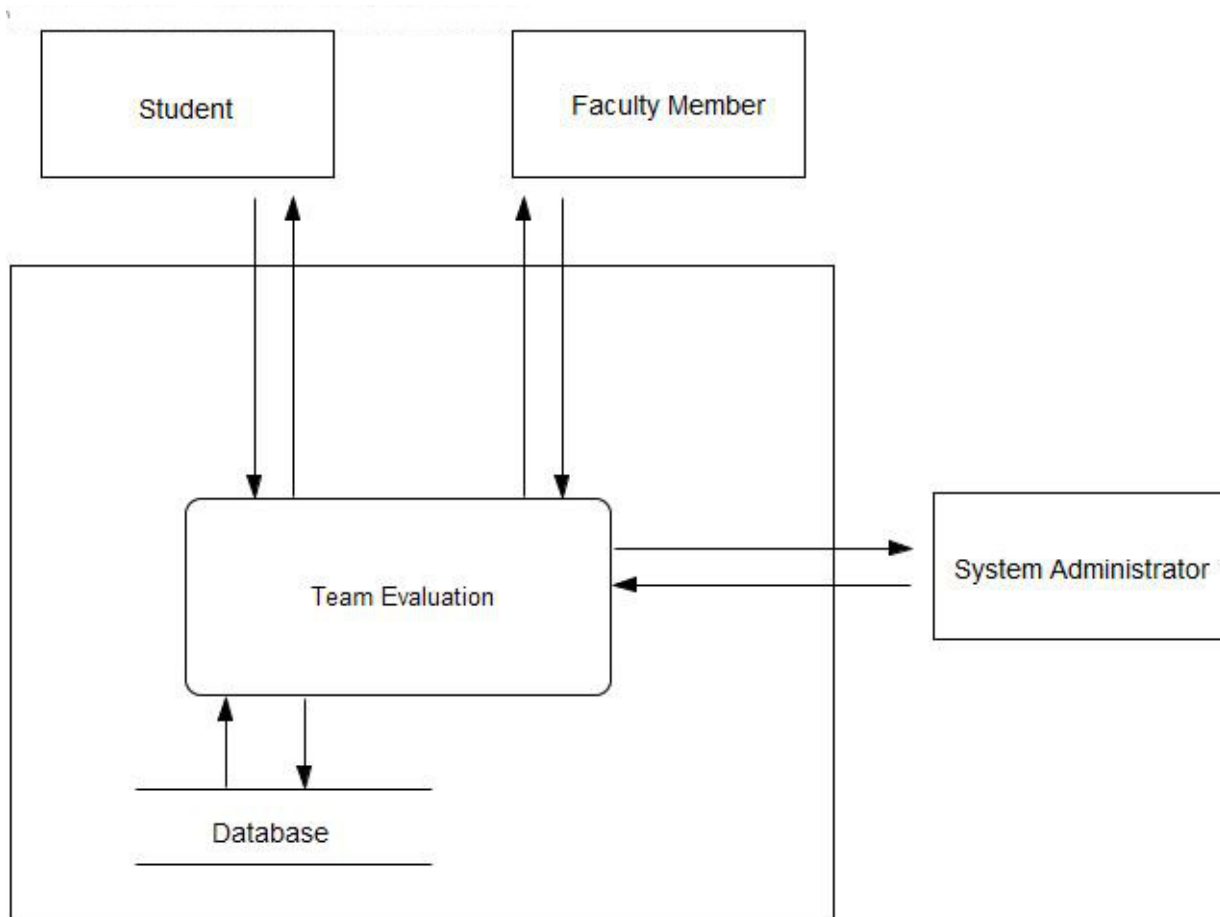 Student
Faculty Member
Team Evaluation
System Administrator
Database